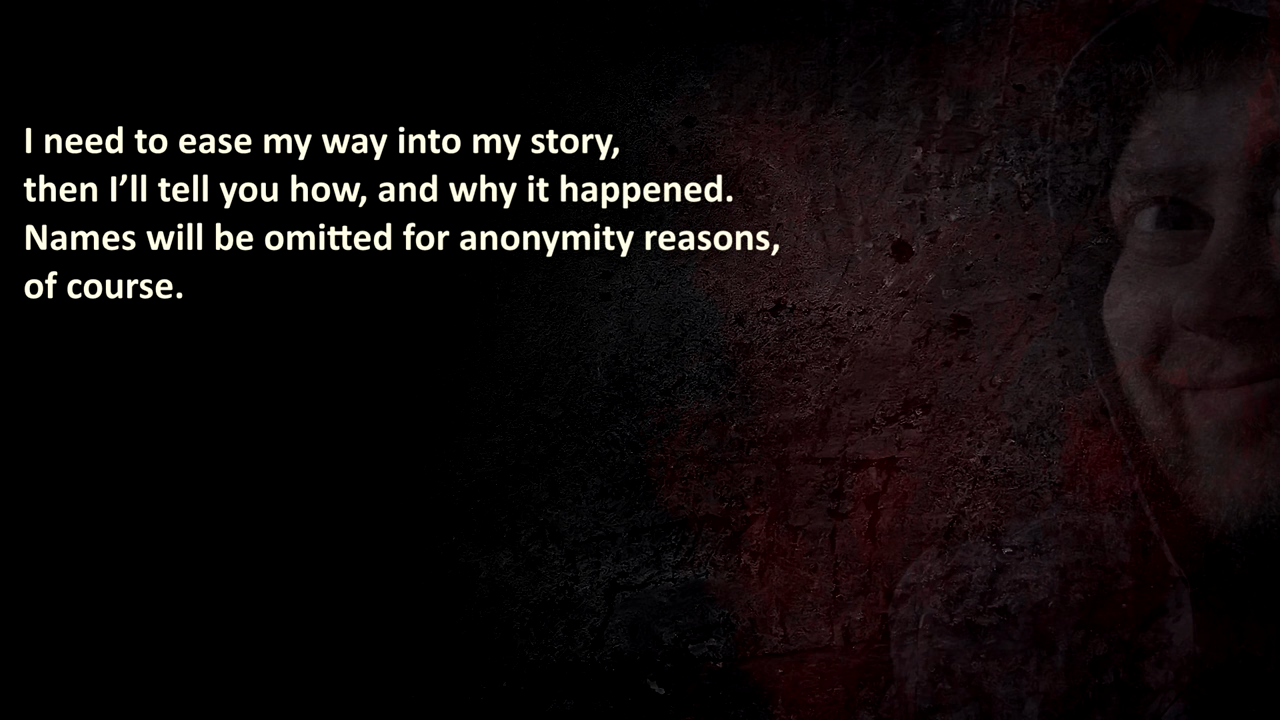 I need to ease my way into my story,
then I’ll tell you how, and why it happened.
Names will be omitted for anonymity reasons,
of course.